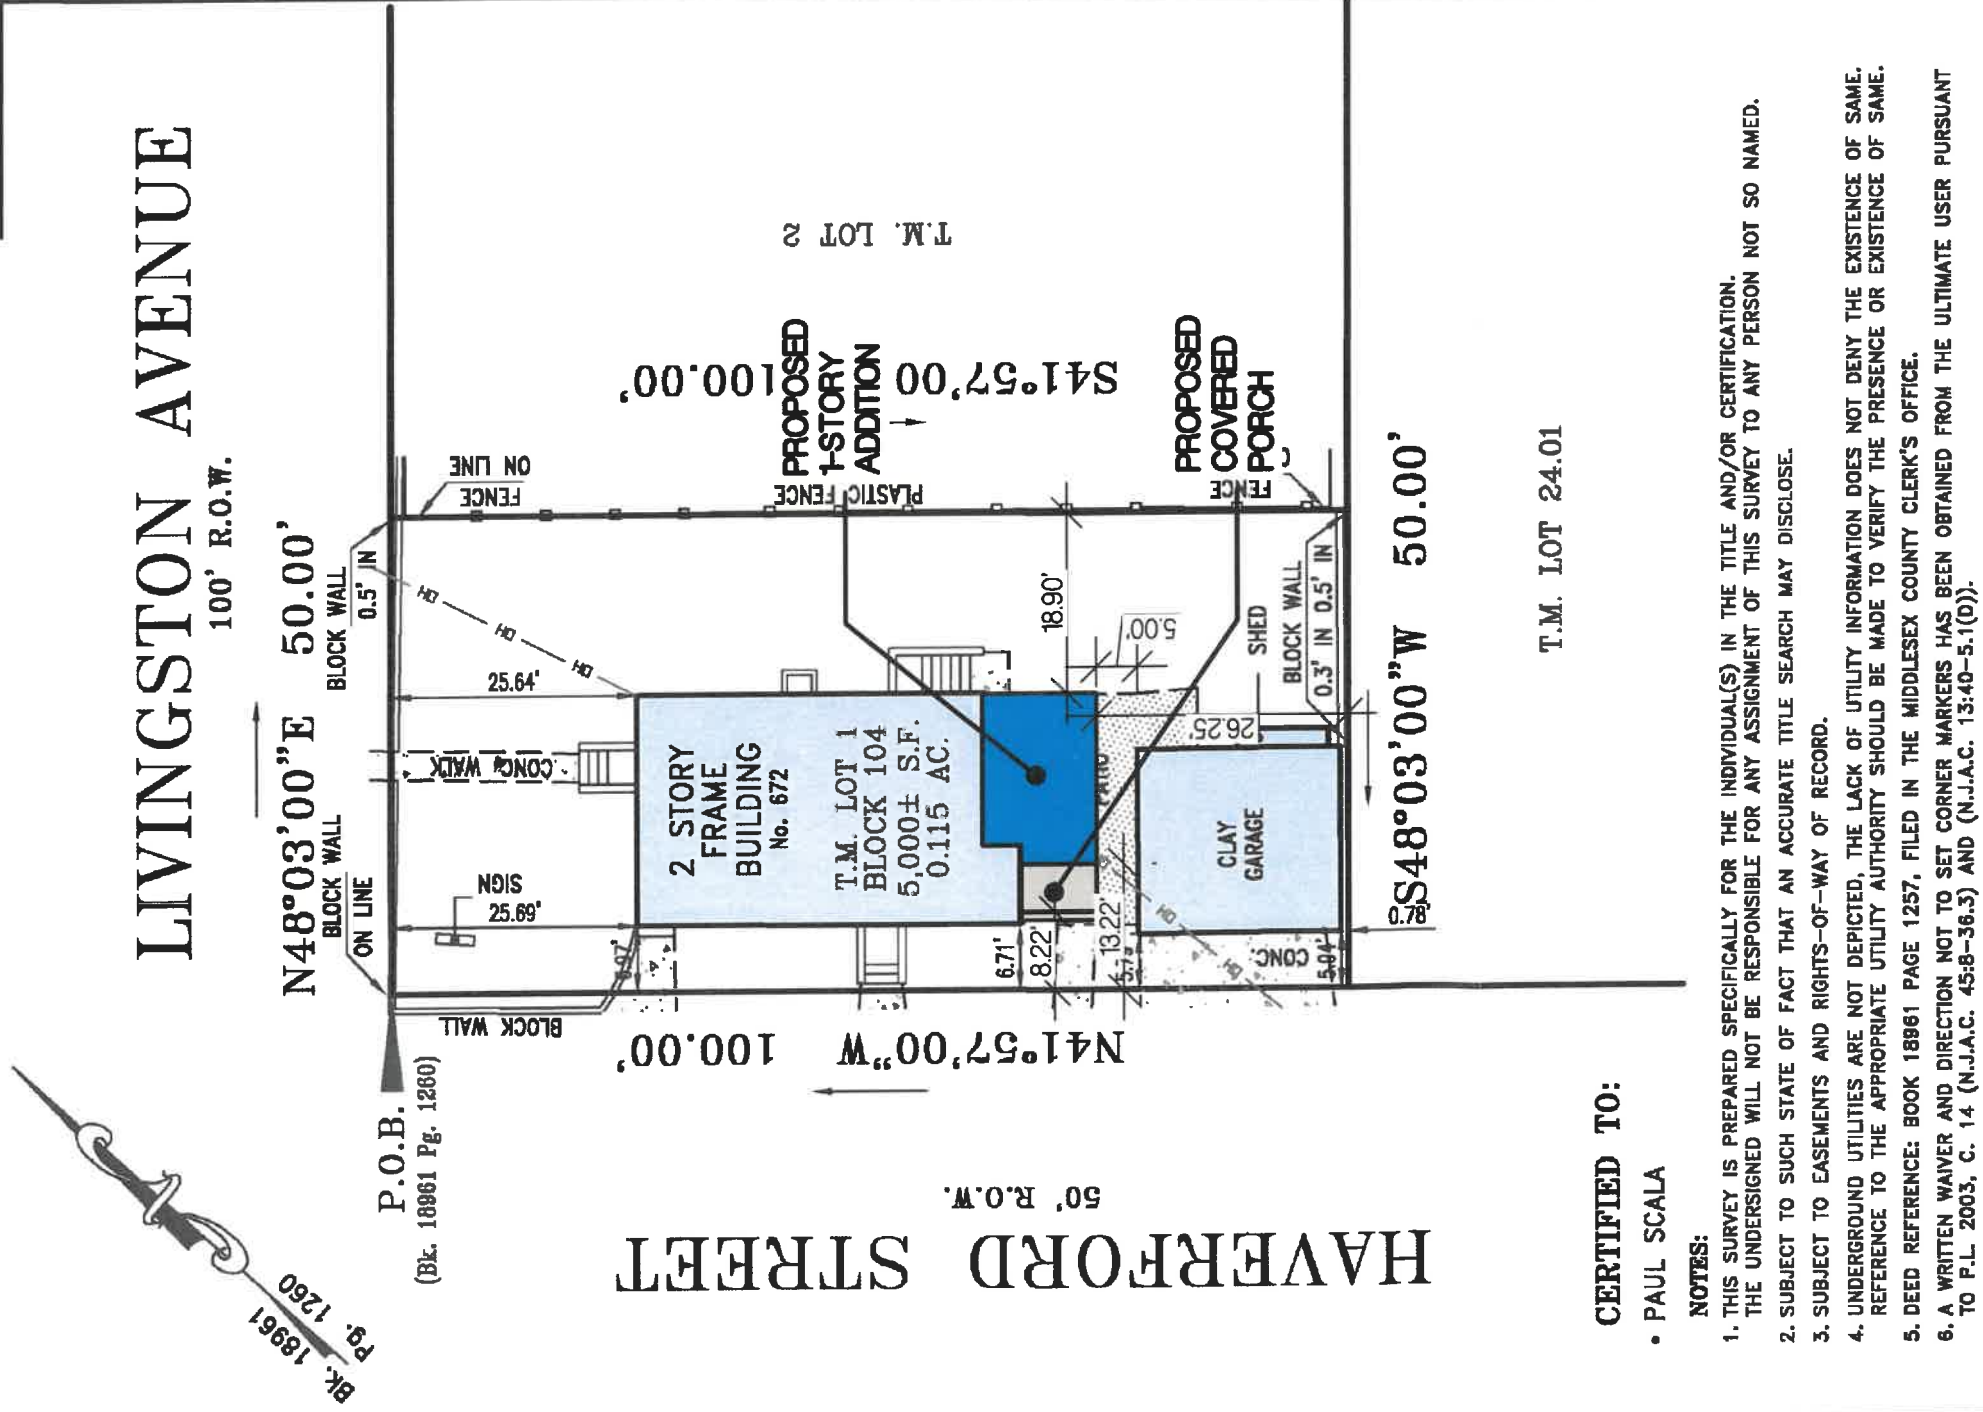 LIVINGSTON AVENUE
100' R.O.W.
N48°03'00"E 50.00'
BLOCK WALL
ON LINE
BLOCK WALL
0.5' IN
FENCE
ON LINE
P.O.B.
(Bk. 18961 Pg. 1260)
Bk. 18961
Pg. 1260
SIGN
25.69'
25.64'
CONC. WALK
OH
OH
OH
BLOCK WALL
2 STORY
FRAME
BUILDING
No. 672
T.M. LOT 1
BLOCK 104
5,000± S.F.
0.115 AC.
PROPOSED
1-STORY
ADDITION
PLASTIC FENCE
S41°57'00 100.00'
T.M. LOT 2
PROPOSED
COVERED
PORCH
FENCE
N41°57'00"W 100.00'
HAVERFORD STREET
50' R.O.W.
6.71'
8.22'
13.22'
18.90'
5.00'
26.25'
SHED
BLOCK WALL
0.3' IN 0.5' IN
CLAY
GARAGE
CONC.
5.04'
OH
OH
0.78'
S48°03'00"W 50.00'
T.M. LOT 24.01
CERTIFIED TO:
• PAUL SCALA
NOTES:
1. THIS SURVEY IS PREPARED SPECIFICALLY FOR THE INDIVIDUAL(S) IN THE TITLE AND/OR CERTIFICATION.
THE UNDERSIGNED WILL NOT BE RESPONSIBLE FOR ANY ASSIGNMENT OF THIS SURVEY TO ANY PERSON NOT SO NAMED.
2. SUBJECT TO SUCH STATE OF FACT THAT AN ACCURATE TITLE SEARCH MAY DISCLOSE.
3. SUBJECT TO EASEMENTS AND RIGHTS-OF-WAY OF RECORD.
4. UNDERGROUND UTILITIES ARE NOT DEPICTED, THE LACK OF UTILITY INFORMATION DOES NOT DENY THE EXISTENCE OF SAME.
REFERENCE TO THE APPROPRIATE UTILITY AUTHORITY SHOULD BE MADE TO VERIFY THE PRESENCE OR EXISTENCE OF SAME.
5. DEED REFERENCE: BOOK 18961 PAGE 1257, FILED IN THE MIDDLESEX COUNTY CLERK'S OFFICE.
6. A WRITTEN WAIVER AND DIRECTION NOT TO SET CORNER MARKERS HAS BEEN OBTAINED FROM THE ULTIMATE USER PURSUANT
TO P.L. 2003, C. 14 (N.J.A.C. 45:8-36.3) AND (N.J.A.C. 13:40-5.1(D)).